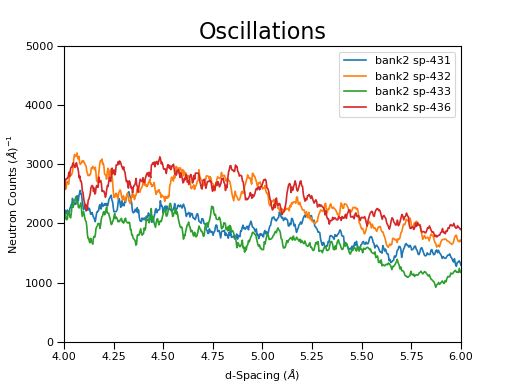 Oscillations
5000
4000
3000
2000
1000
0
Neutron Counts (Å)⁻¹
bank2 sp-431
bank2 sp-432
bank2 sp-433
bank2 sp-436
4.00 4.25 4.50 4.75 5.00 5.25 5.50 5.75 6.00
d-Spacing (Å)